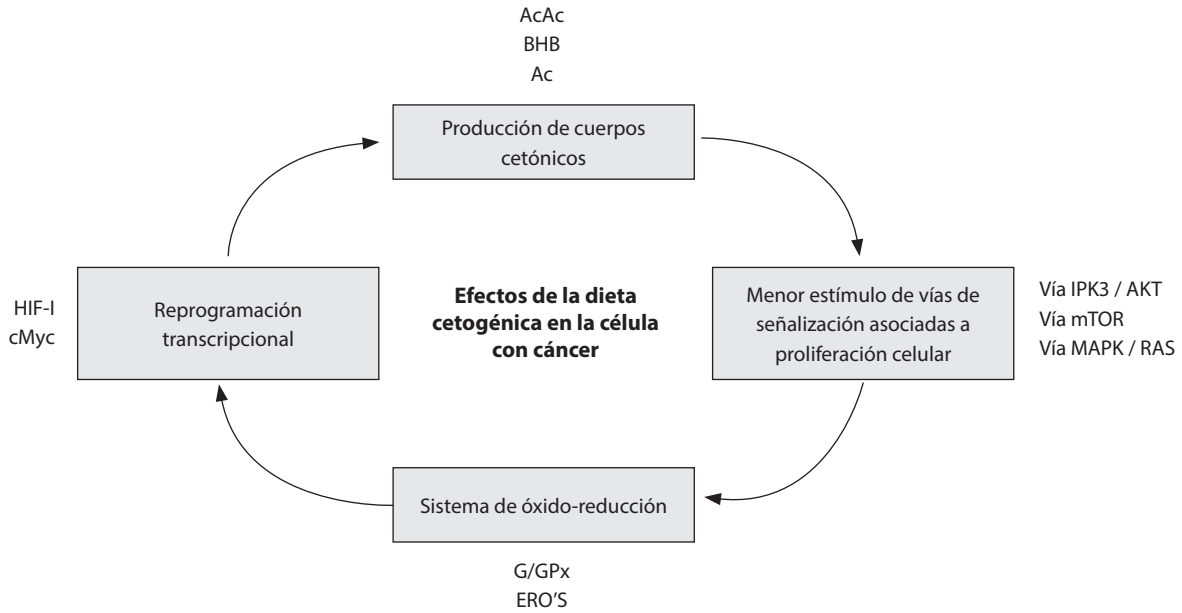 AcAc
BHB
Ac
Producción de cuerpos
cetónicos
HIF-I
cMyc
Reprogramación
transcripcional
Efectos de la dieta
cetogénica en la célula
con cáncer
Menor estímulo de vías de
señalización asociadas a
proliferación celular
Vía IPK3 / AKT
Vía mTOR
Vía MAPK / RAS
Sistema de óxido-reducción
G/GPx
ERO'S